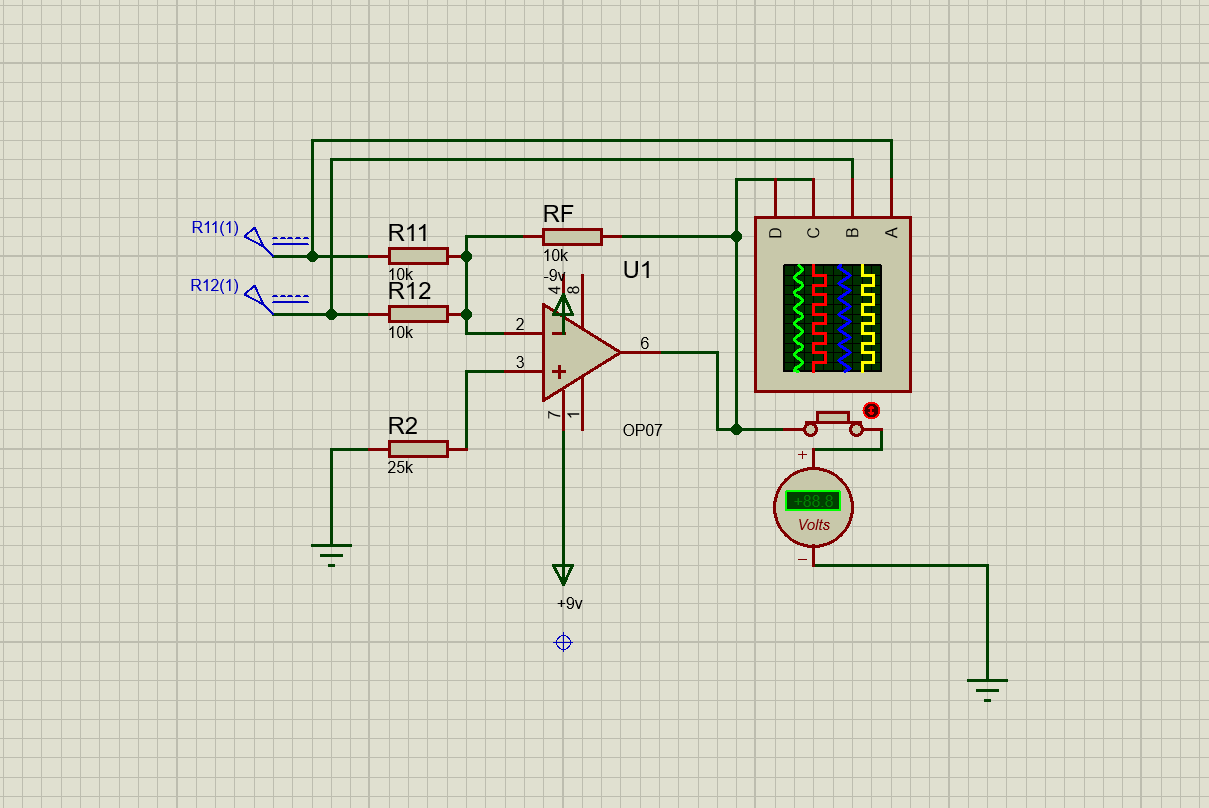 R11(1)
R11
10k
R12(1)
R12
10k
RF
10k
-9v
4
8
U1
2
3
6
7
1
OP07
R2
25k
+9v
D
C
B
A
+
+88.8
Volts
−